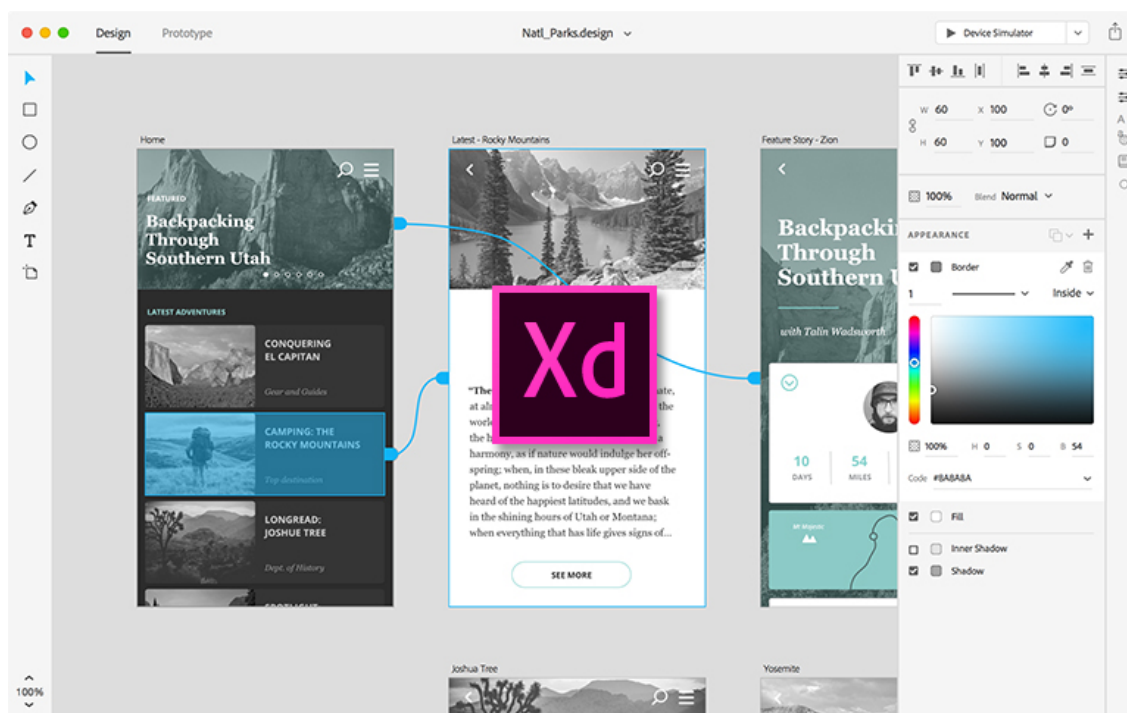 Design
Prototype
Natl_Parks.design
Device Simulator
Home
FEATURED
Backpacking
Through
Southern Utah
LATEST ADVENTURES
CONQUERING
EL CAPITAN
Gear and Guides
CAMPING: THE
ROCKY MOUNTAINS
Top destination
LONGREAD:
JOSHUE TREE
Dept. of History
Latest - Rocky Mountains
Xd
"The
at
the
the
harmony, as if nature would indulge her off-
spring; when, in these bleak upper side of the
planet, nothing is to desire that we have
heard of the happiest latitudes, and we bask
in the shining hours of Utah or Montana;
when everything that has life gives signs of...
SEE MORE
Feature Story - Zion
Through
Southern
with Talin Wadsworth
10
DAYS
54
MILES
Mt Majestic
Joshua Tree
Yosemite
100%
W 60
X 100
0°
H 60
Y 100
0
100%
Blend Normal
APPEARANCE
Border
1
Inside
100%
H 0
S 0
B 54
Code #8A8A8A
Fill
Inner Shadow
Shadow